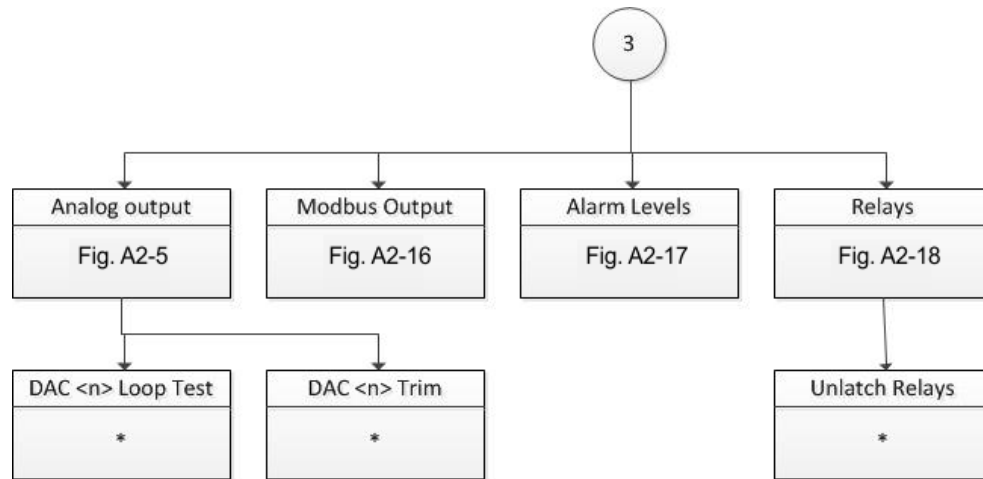 3
Analog output
Fig. A2-5
Modbus Output
Fig. A2-16
Alarm Levels
Fig. A2-17
Relays
Fig. A2-18
DAC <n> Loop Test
*
DAC <n> Trim
*
Unlatch Relays
*